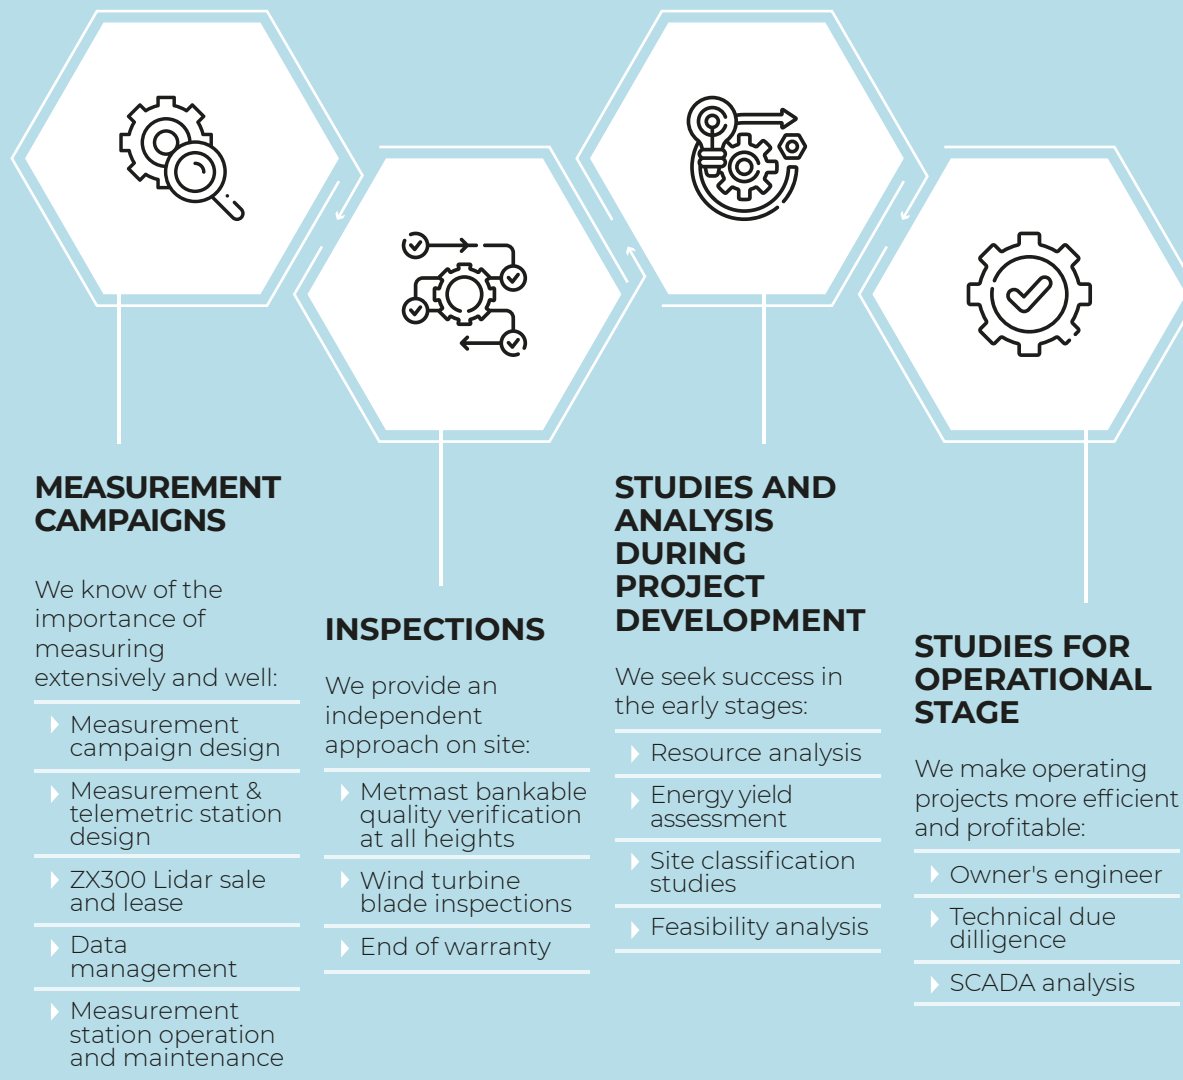 MEASUREMENT
CAMPAIGNS
We know of the
importance of
measuring
extensively and well:
Measurement
campaign design
Measurement &
telemetric station
design
ZX300 Lidar sale
and lease
Data
management
Measurement
station operation
and maintenance
INSPECTIONS
We provide an
independent
approach on site:
Metmast bankable
quality verification
at all heights
Wind turbine
blade inspections
End of warranty
STUDIES AND
ANALYSIS
DURING
PROJECT
DEVELOPMENT
We seek success in
the early stages:
Resource analysis
Energy yield
assessment
Site classification
studies
Feasibility analysis
STUDIES FOR
OPERATIONAL
STAGE
We make operating
projects more efficient
and profitable:
Owner's engineer
Technical due
dilligence
SCADA analysis